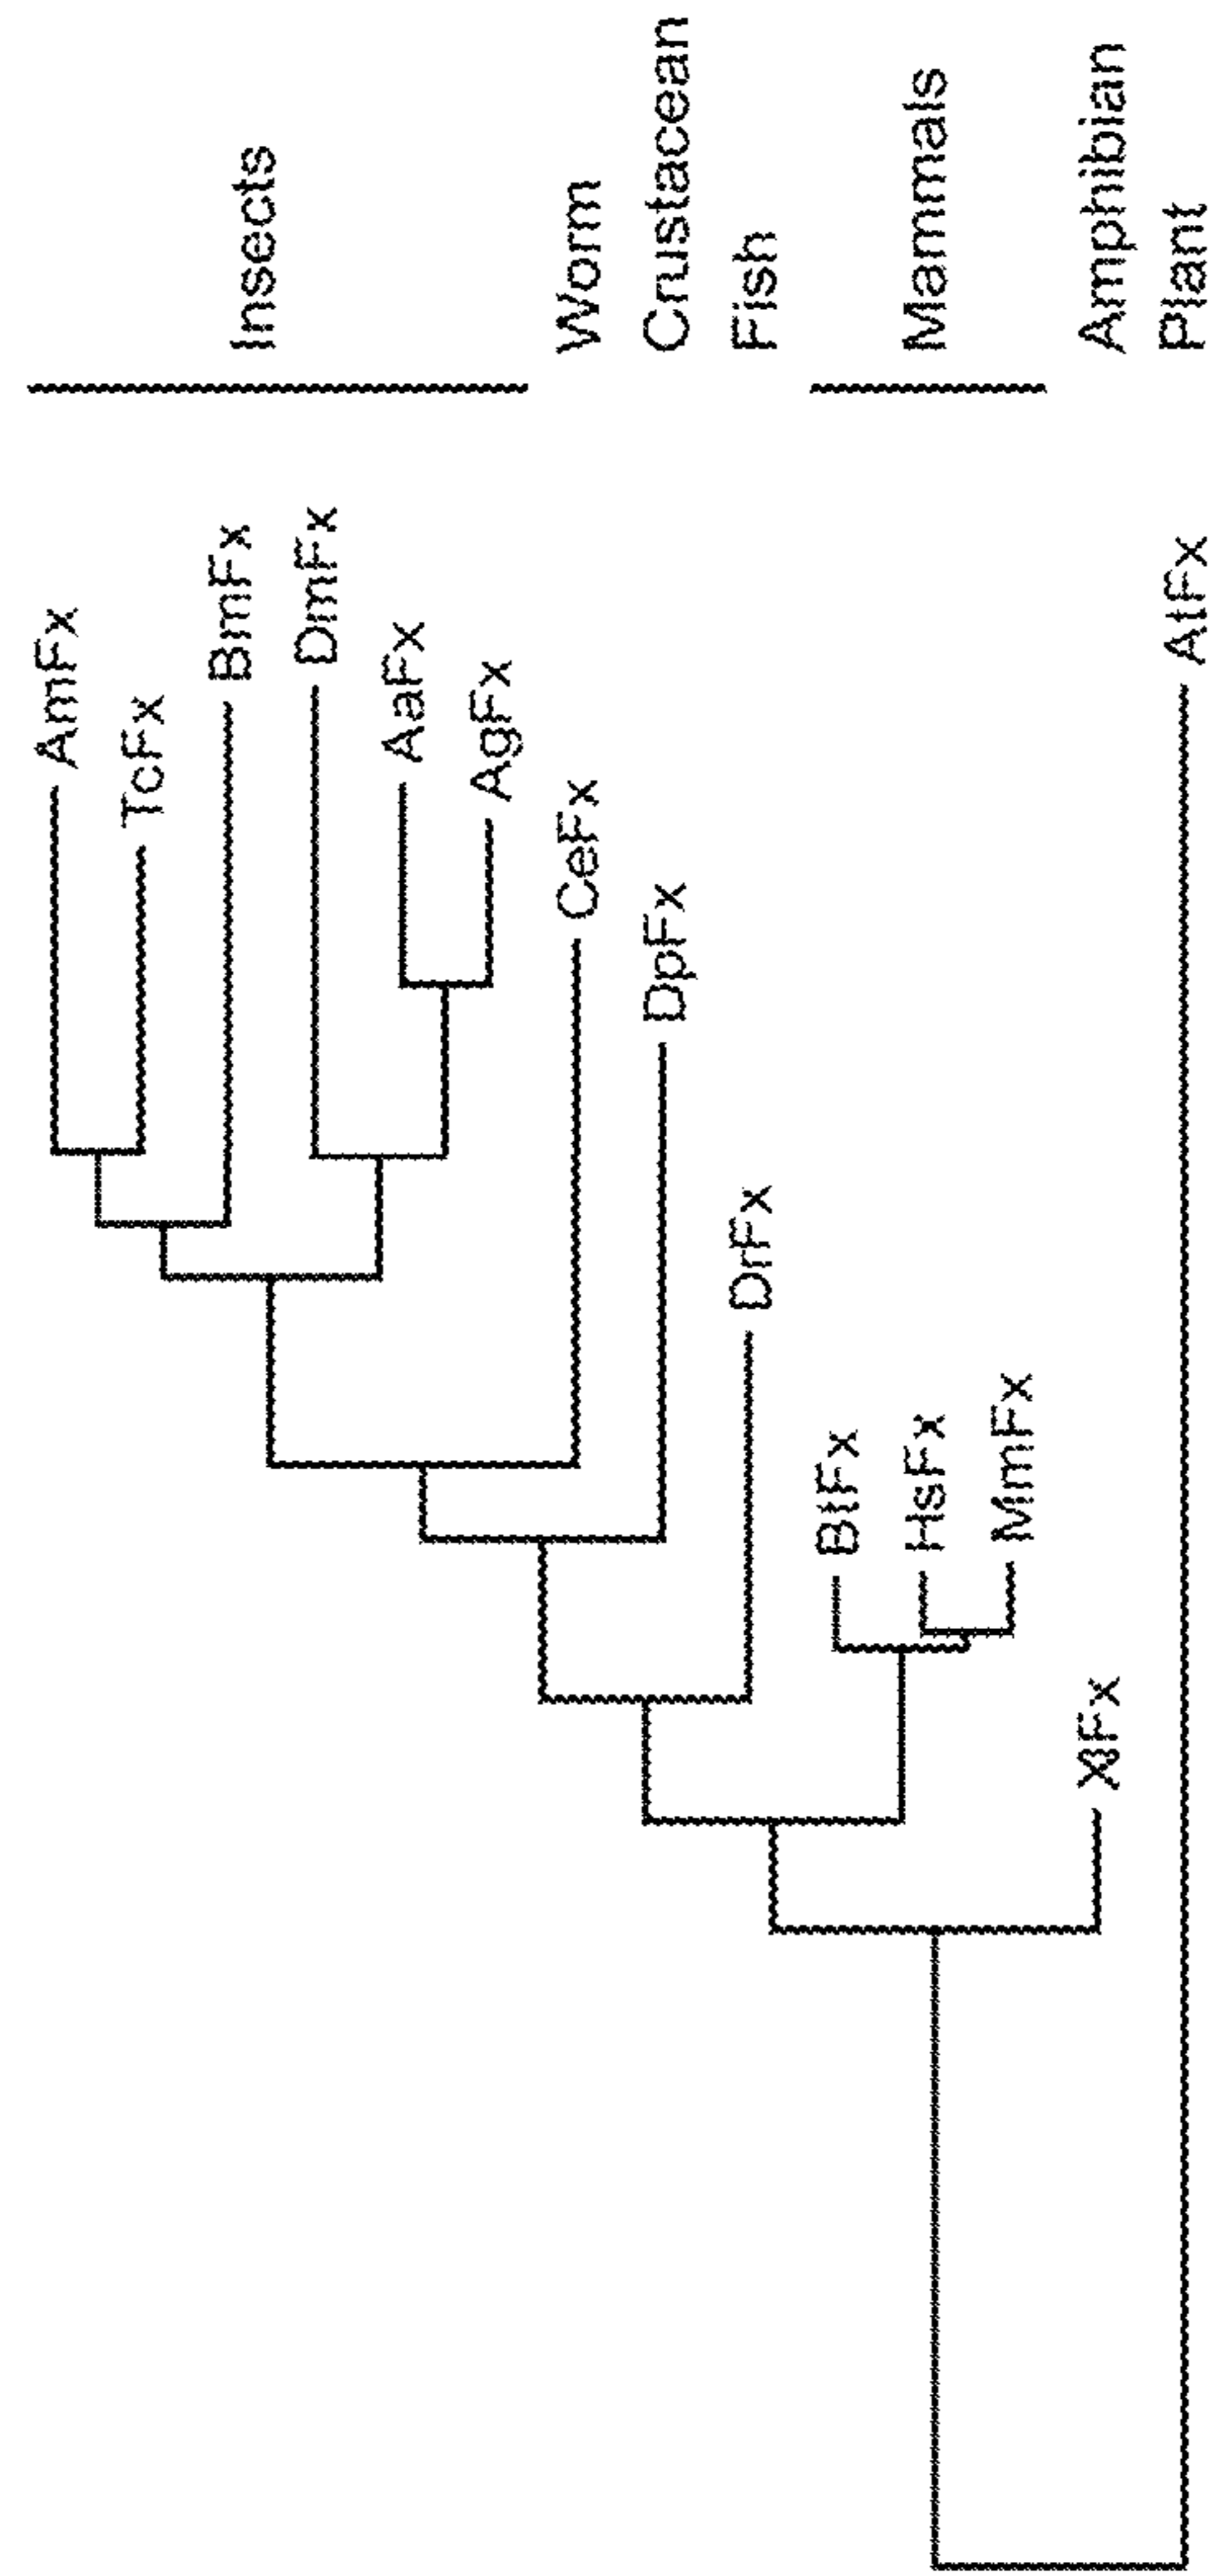 AmFx
TcFx
BmFx
DmFx
AaFx
AgFx
CeFx
DpFx
DrFx
BtFx
HsFx
MmFx
XlFx
AtFx
Insects
Worm
Crustacean
Fish
Mammals
Amphibian
Plant